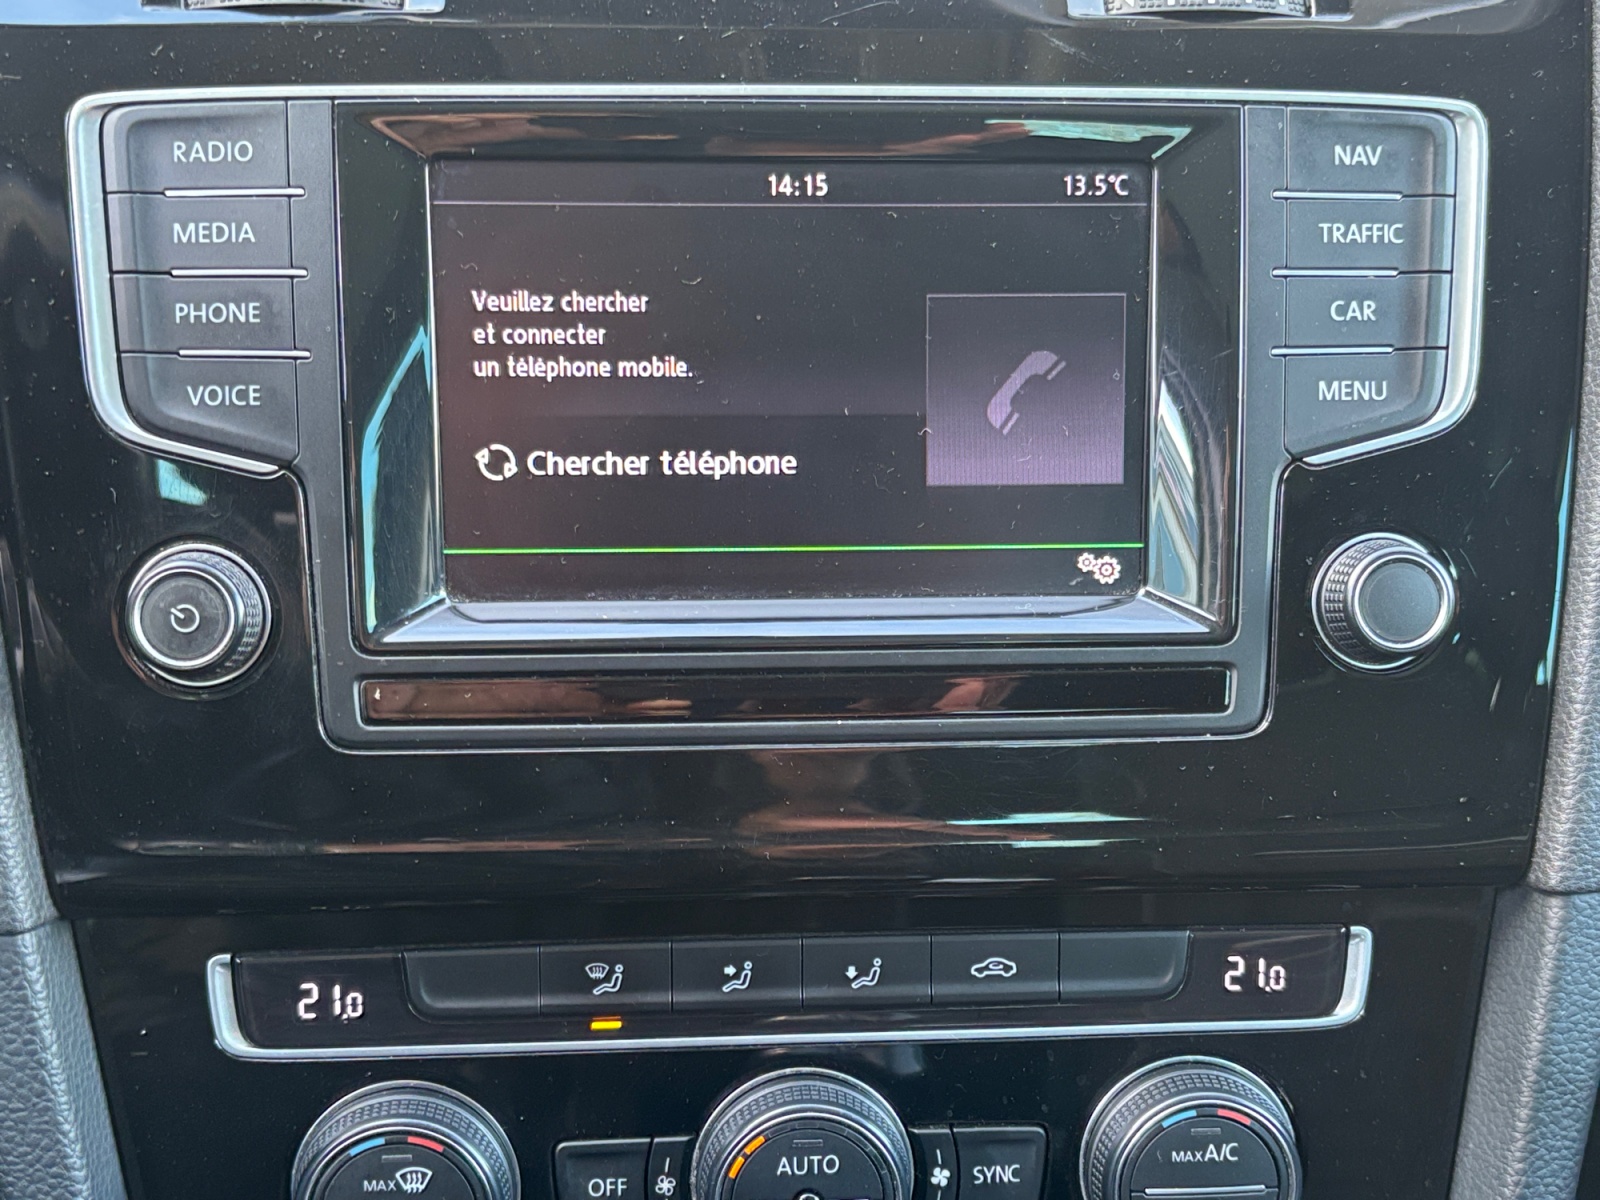 RADIO
MEDIA
PHONE
VOICE
14:15
13.5°C
Veuillez chercher
et connecter
un téléphone mobile.
Chercher téléphone
NAV
TRAFFIC
CAR
MENU
21.0
21.0
MAX
OFF
AUTO
SYNC
MAX A/C